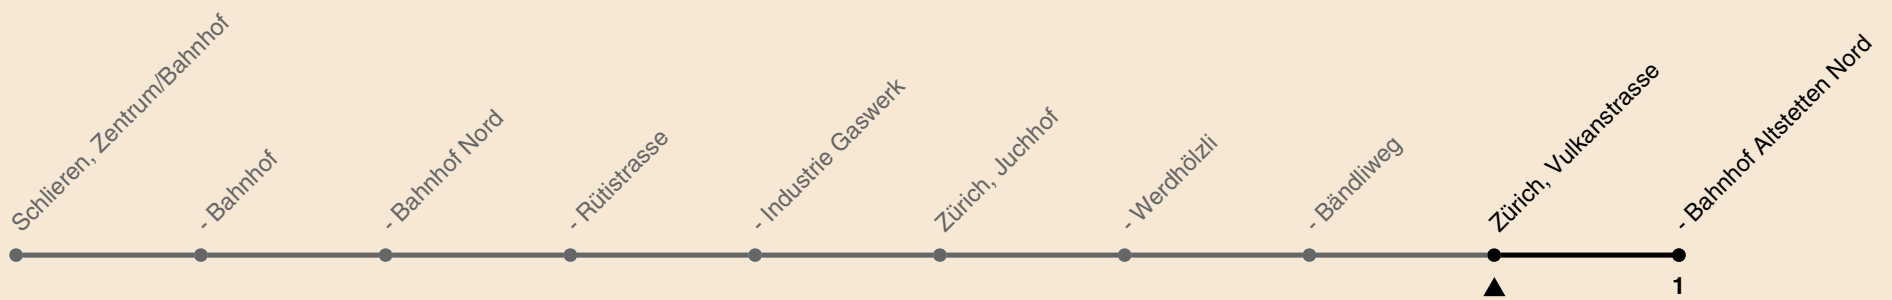 Schlieren, Zentrum/Bahnhof
- Bahnhof
- Bahnhof Nord
- Rütistrasse
- Industrie Gaswerk
Zürich, Juchhof
- Werdhölzli
- Bändliweg
Zürich, Vulkanstrasse
- Bahnhof Altstetten Nord
1